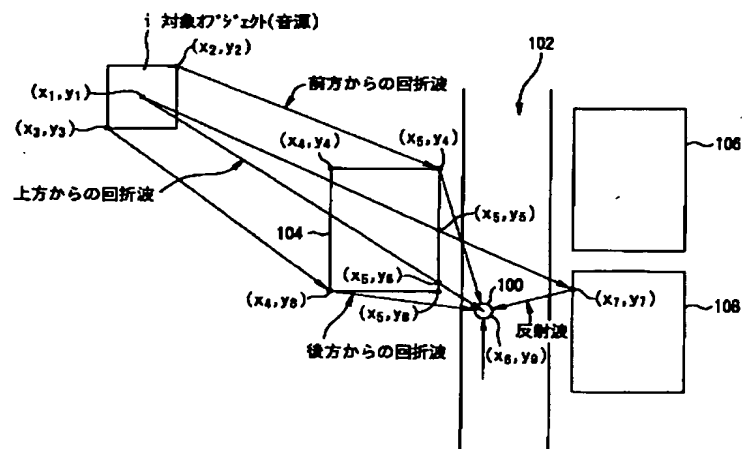 i 対象オブジェクト(音源)
(x2,y2)
102
前方からの回折波
(x1,y1)
106
(x3,y3)
(x4,y4)
(x5,y4)
上方からの回折波
104
(x5,y5)
(x5,y6)
100
(x4,y8)
(x5,y8)
(x7,y7)
108
反射波
後方からの回折波
(x6,y9)